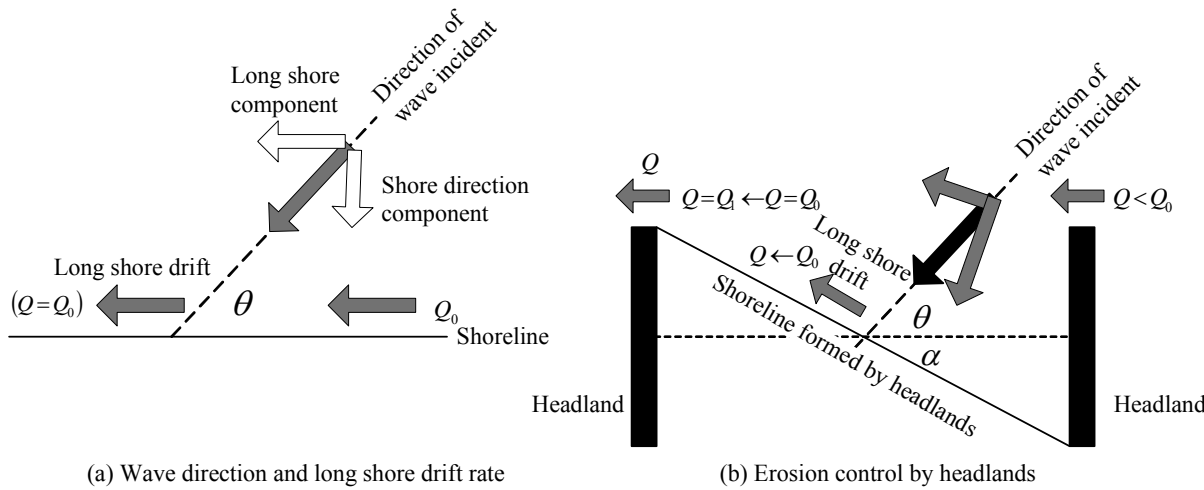 Direction of
wave incident
Long shore
component
Shore direction
component
Long shore drift
(Q=Q₀)
θ
Q₀
Shoreline
(a) Wave direction and long shore drift rate
Direction of
wave incident
Q
Q=Q₁←Q=Q₀
Q<Q₀
Long shore
drift
Q←Q₀
θ
α
Shoreline formed by headlands
Headland
Headland
(b) Erosion control by headlands